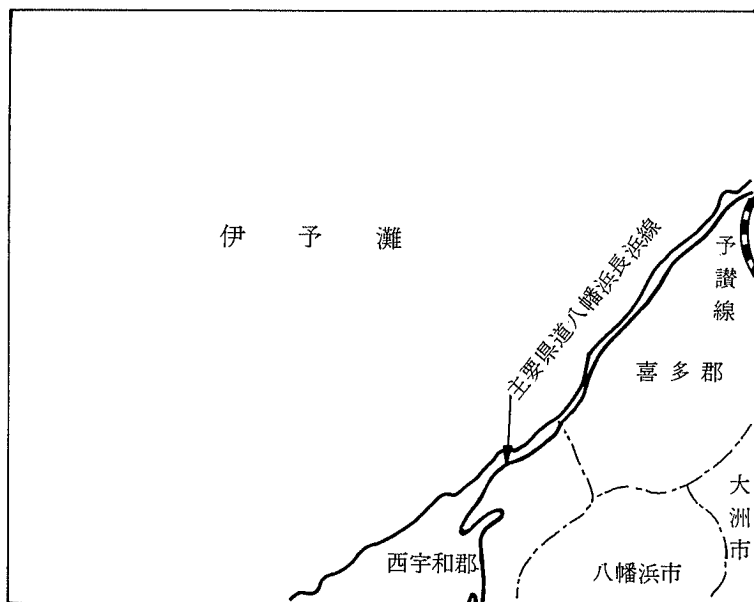 伊予灘
主要県道八幡浜長浜線
予讃線
喜多郡
大洲市
西宇和郡
八幡浜市